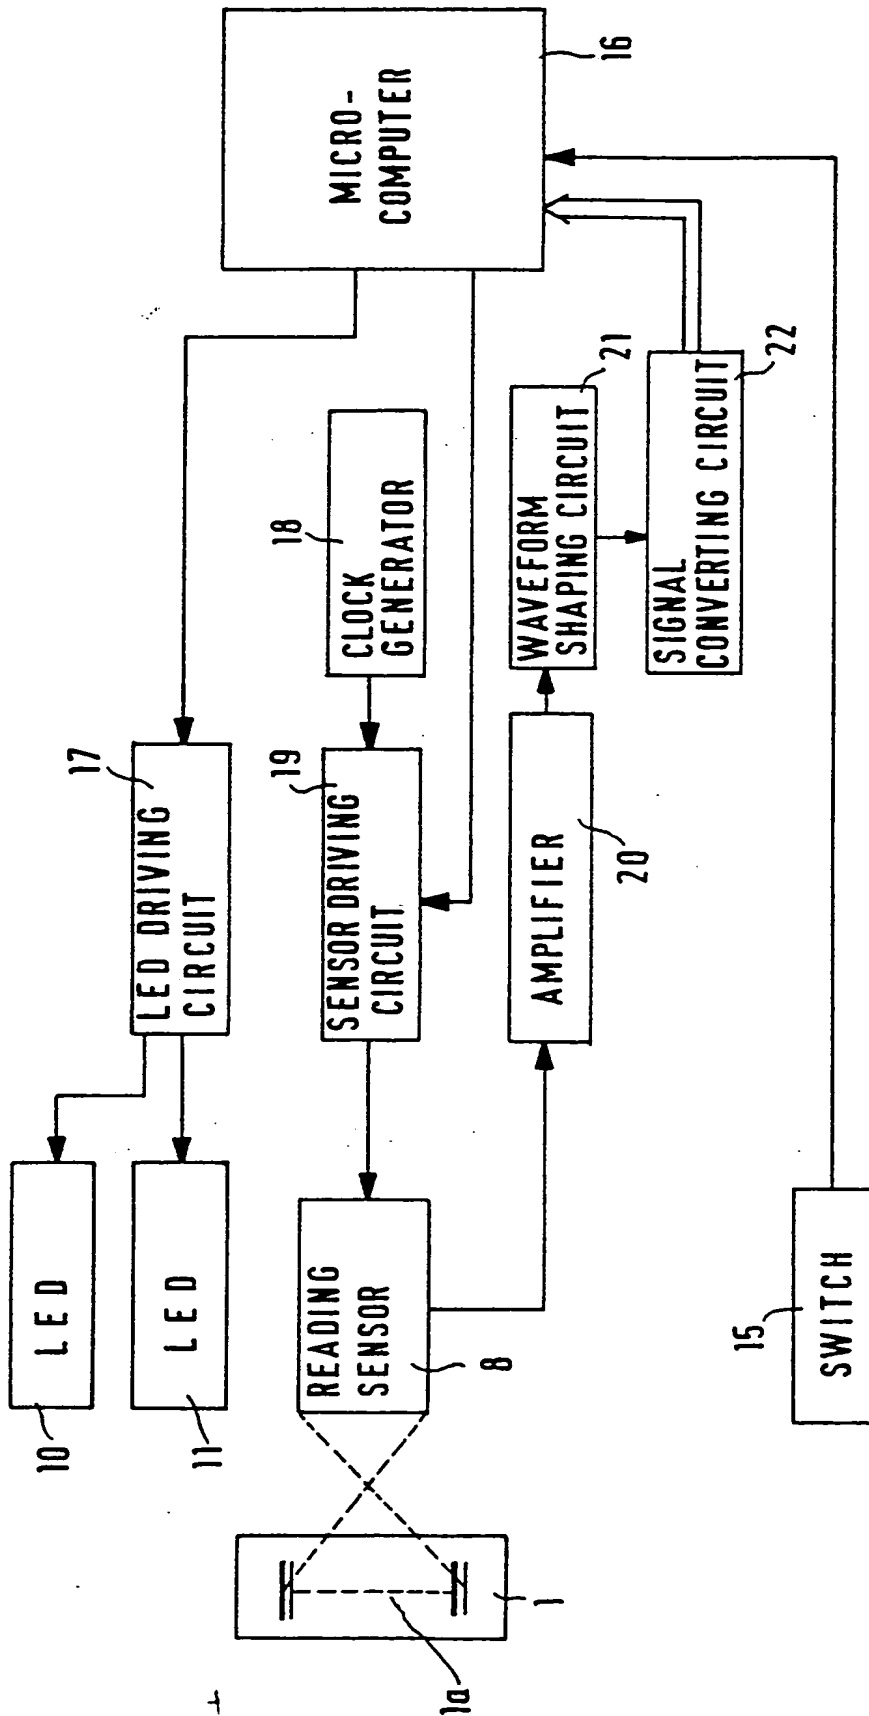 10
LED
11
LED
17
LED DRIVING
CIRCUIT
MICRO-
COMPUTER
16
18
CLOCK
GENERATOR
19
SENSOR DRIVING
CIRCUIT
READING
SENSOR
8
1
1a
AMPLIFIER
20
WAVEFORM
SHAPING CIRCUIT
21
SIGNAL
CONVERTING CIRCUIT
22
15
SWITCH